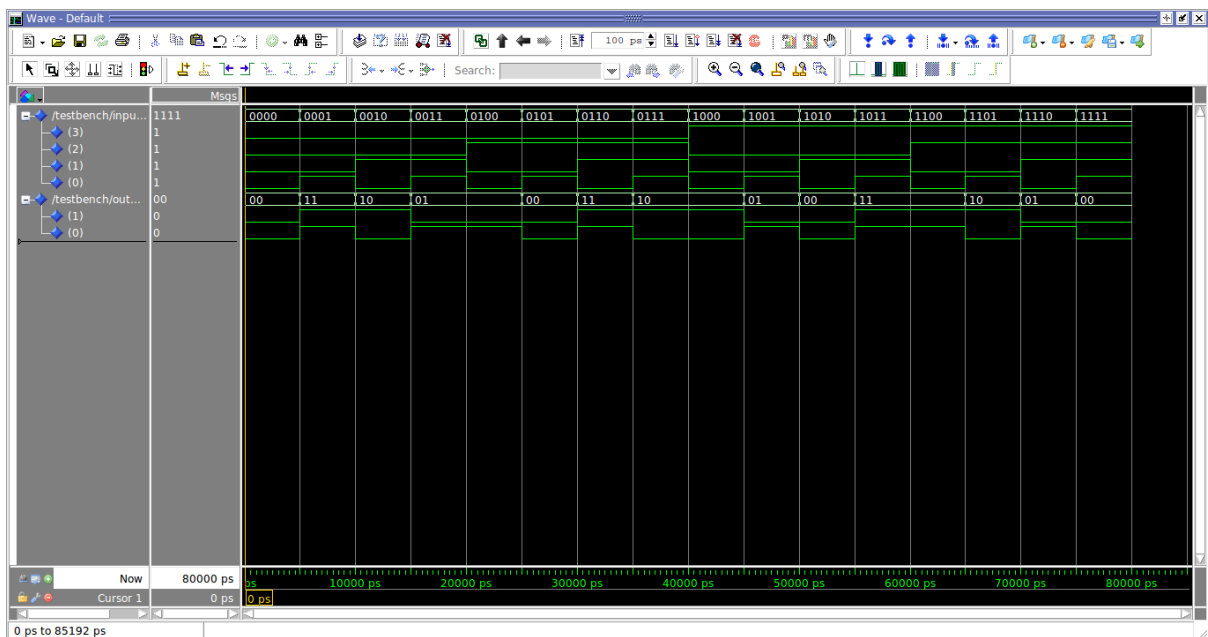 Wave - Default
100 ps
Search:
Msgs
/testbench/inpu... 1111 0000 0001 0010 0011 0100 0101 0110 0111 1000 1001 1010 1011 1100 1101 1110 1111
(3) 1
(2) 1
(1) 1
(0) 1
/testbench/out... 00 00 11 10 01 00 11 10 01 00 11 10 01 00
(1) 0
(0) 0
Now 80000 ps ps 10000 ps 20000 ps 30000 ps 40000 ps 50000 ps 60000 ps 70000 ps 80000 ps
Cursor 1 0 ps 0 ps
0 ps to 85192 ps